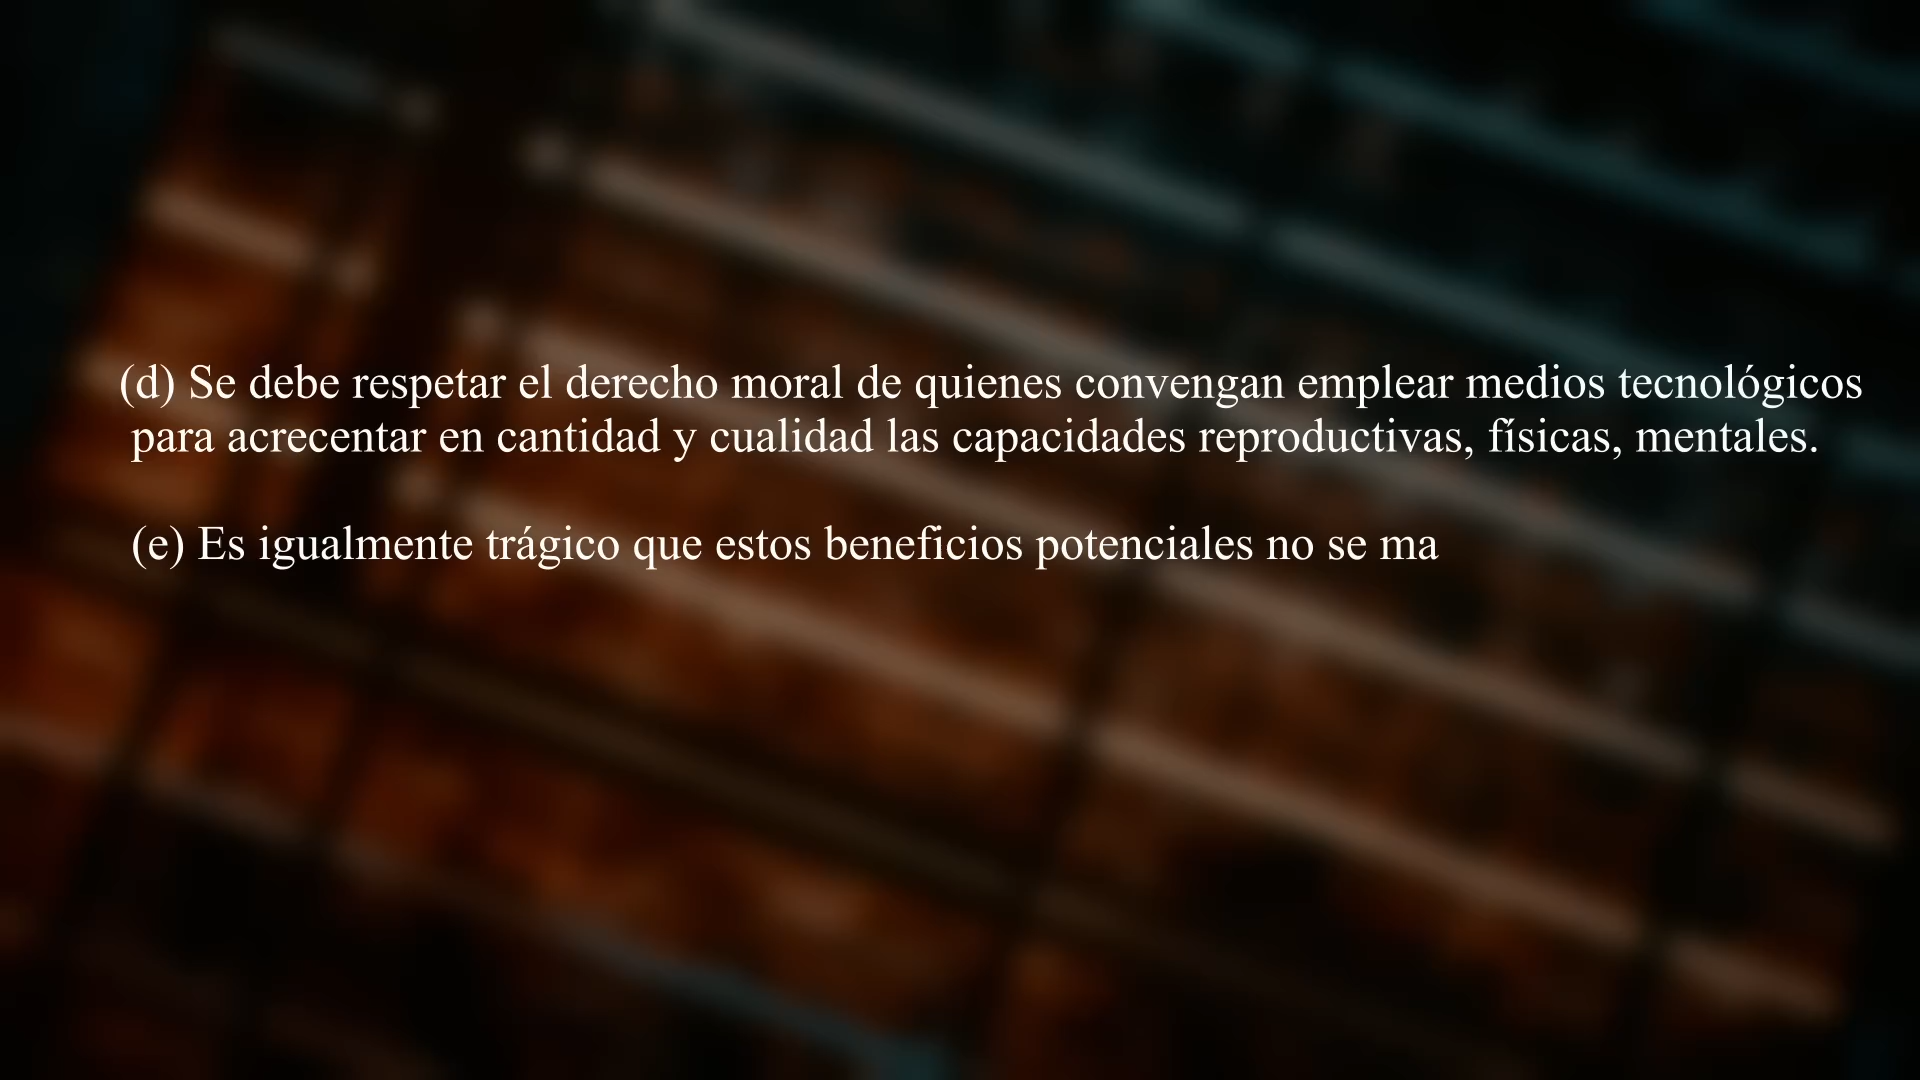 (d) Se debe respetar el derecho moral de quienes convengan emplear medios tecnológicos
para acrecentar en cantidad y cualidad las capacidades reproductivas, físicas, mentales.
(e) Es igualmente trágico que estos beneficios potenciales no se ma